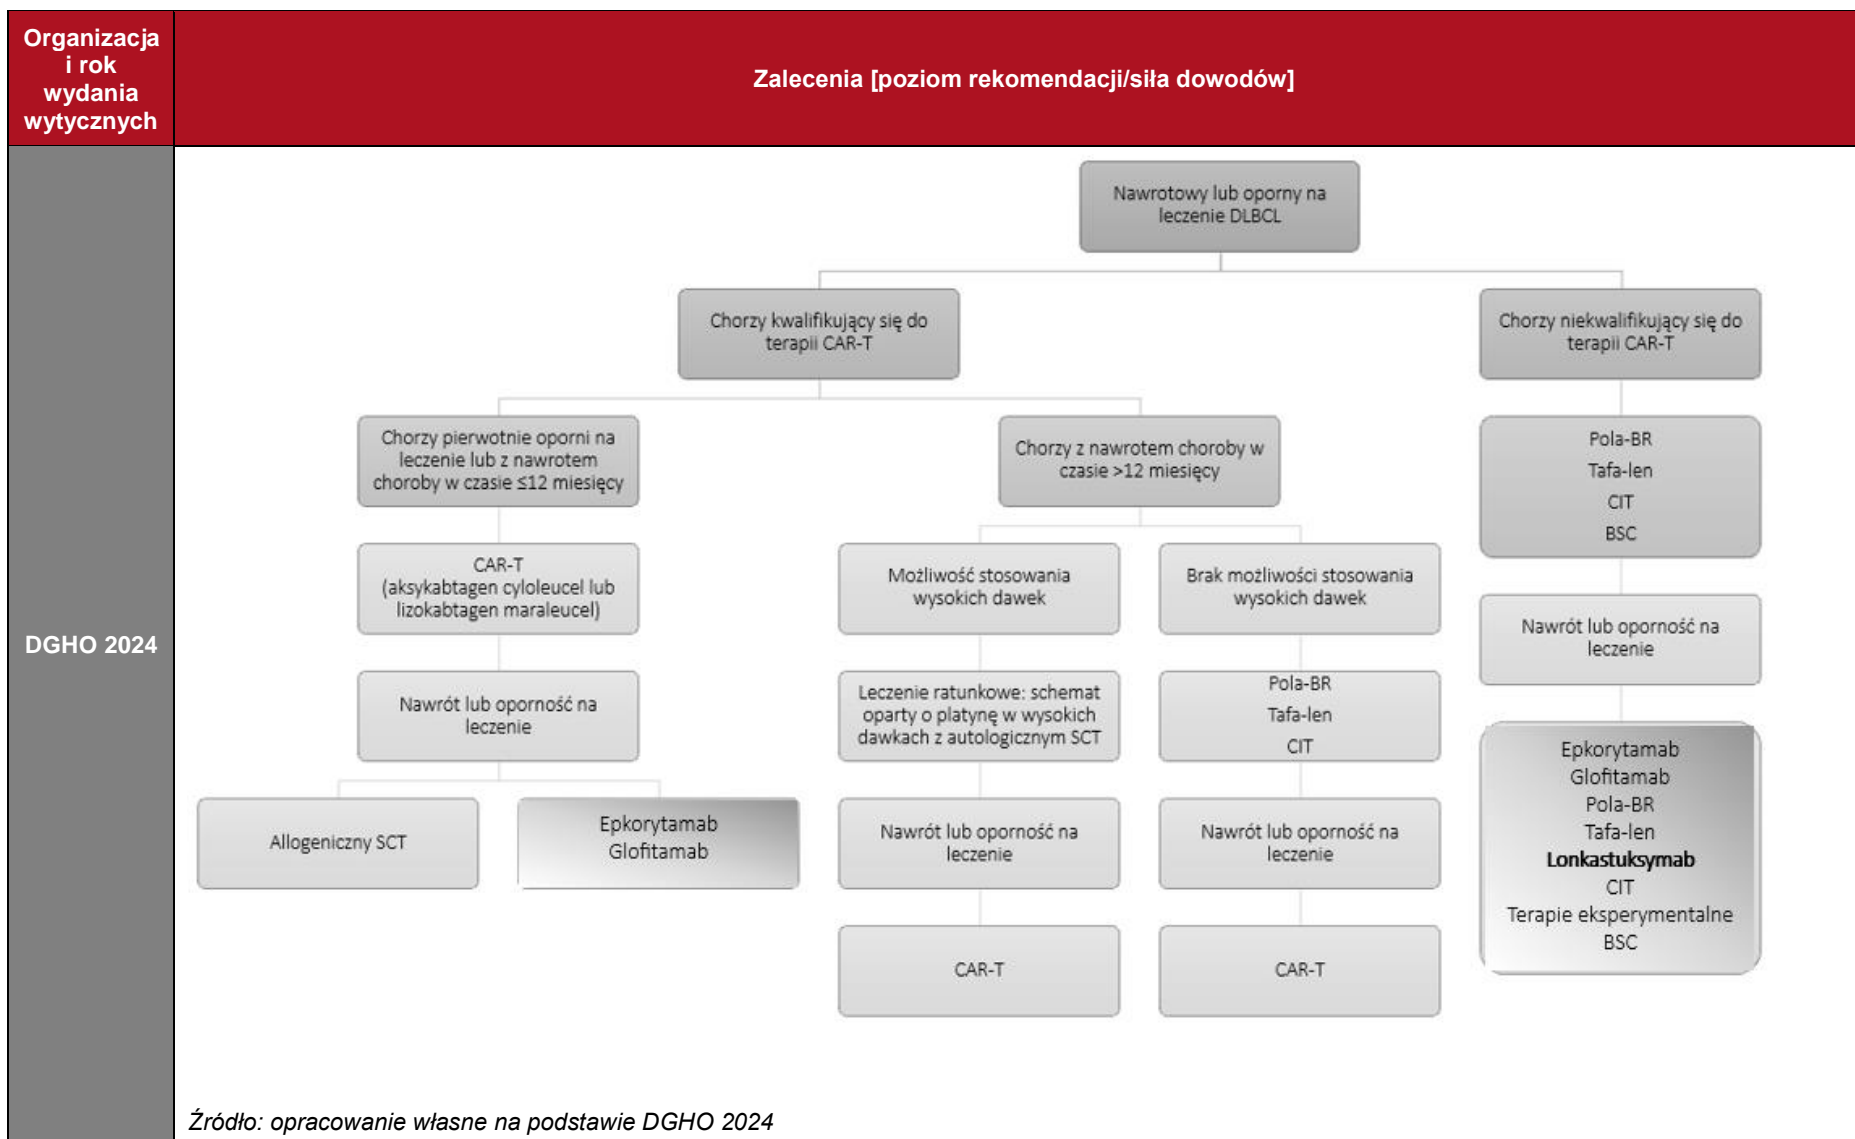 Organizacja
i rok
wydania
wytycznych
Zalecenia [poziom rekomendacji/siła dowodów]
DGHO 2024
Nawrotowy lub oporny na
leczenie DLBCL
Chorzy kwalifikujący się do
terapii CAR-T
Chorzy niekwalifikujący się do
terapii CAR-T
Chorzy pierwotnie oporni na
leczenie lub z nawrotem
choroby w czasie ≤12 miesięcy
Chorzy z nawrotem choroby w
czasie >12 miesięcy
Pola-BR
Tafa-len
CIT
BSC
CAR-T
(aksykabtagen cyloleucel lub
lizokabtagen maraleucel)
Możliwość stosowania
wysokich dawek
Brak możliwości stosowania
wysokich dawek
Nawrót lub oporność na
leczenie
Nawrót lub oporność na
leczenie
Leczenie ratunkowe: schemat
oparty o platynę w wysokich
dawkach z autologicznym SCT
Pola-BR
Tafa-len
CIT
Epkorytamab
Glofitamab
Pola-BR
Tafa-len
Lonkastuksymab
CIT
Terapie eksperymentalne
BSC
Allogeniczny SCT
Epkorytamab
Glofitamab
Nawrót lub oporność na
leczenie
Nawrót lub oporność na
leczenie
CAR-T
CAR-T
Źródło: opracowanie własne na podstawie DGHO 2024